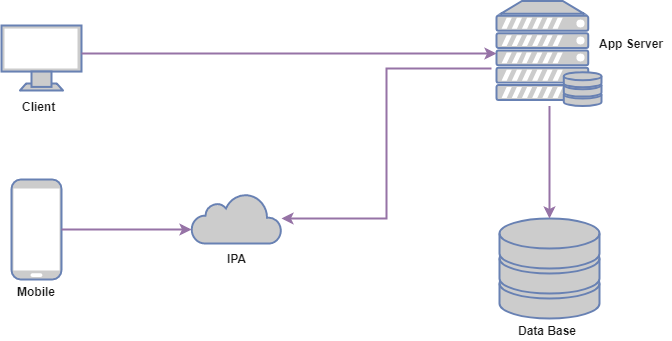 App Server
Client
IPA
Mobile
Data Base